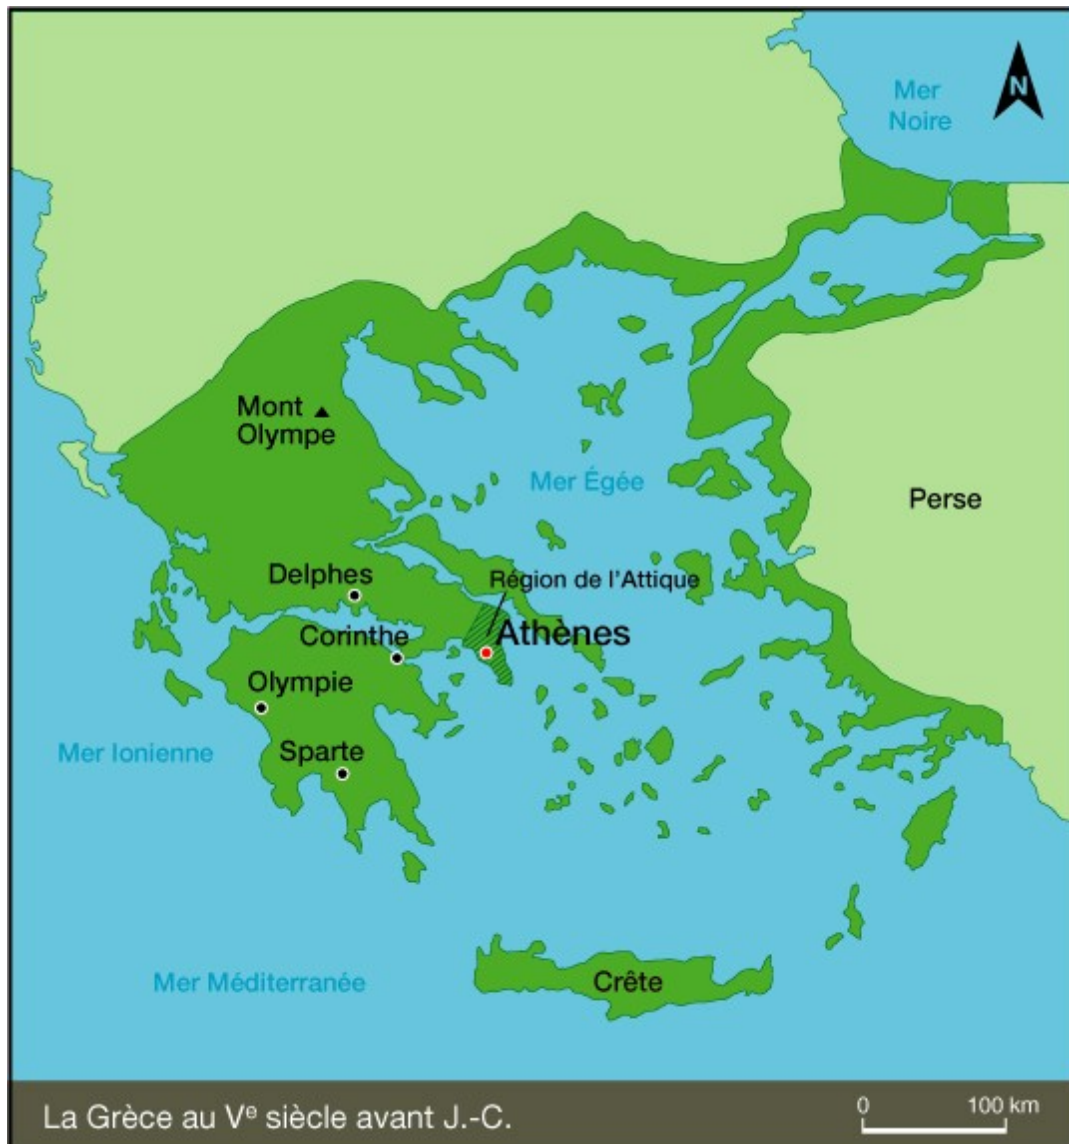 Mer
Noire
N
Mont
Olympe
Mer Égée
Perse
Delphes
Région de l'Attique
Corinthe
Athènes
Olympie
Mer Ionienne
Sparte
Mer Méditerranée
Crête
La Grèce au Vᵉ siècle avant J.-C.
0 100 km